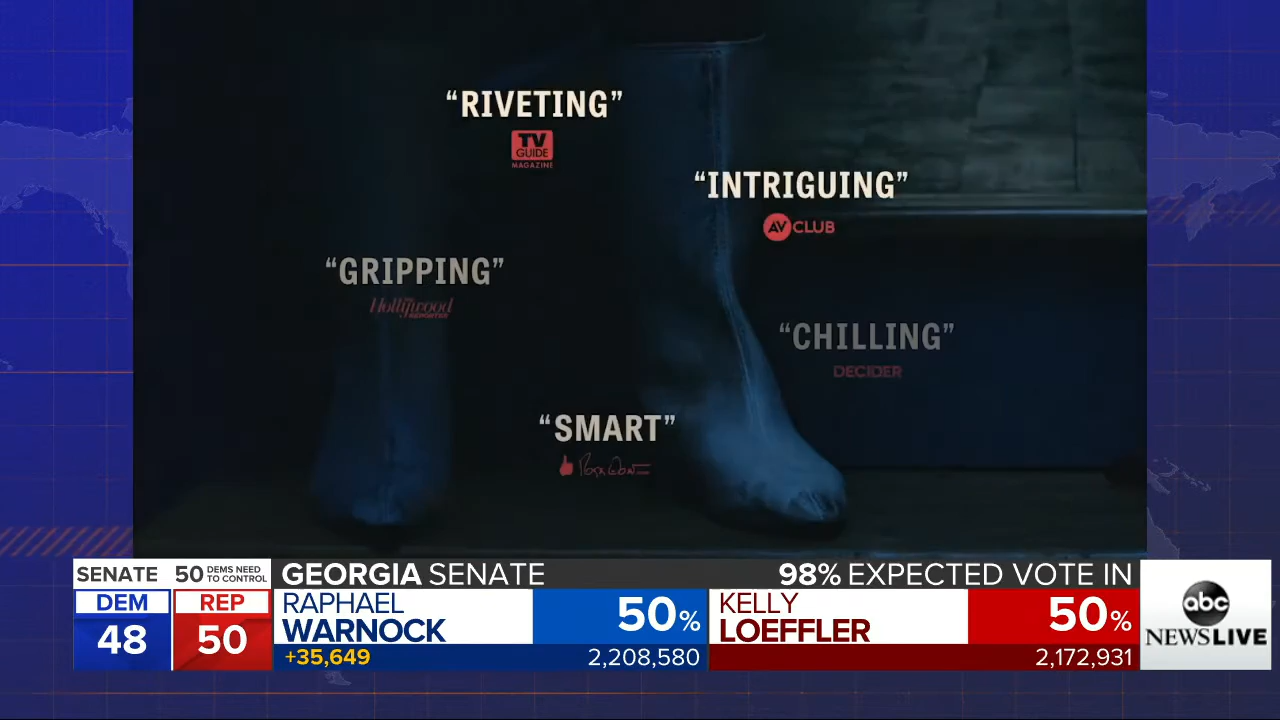 “RIVETING”
TV
GUIDE
MAGAZINE
“INTRIGUING”
AV CLUB
“GRIPPING”
The Hollywood
REPORTER
“CHILLING”
DECIDER
“SMART”
SENATE 50 DEMS NEED TO CONTROL
DEM REP
48 50
GEORGIA SENATE 98% EXPECTED VOTE IN
RAPHAEL WARNOCK 50%
+35,649 2,208,580
KELLY LOEFFLER 50%
2,172,931
abc
NEWS LIVE